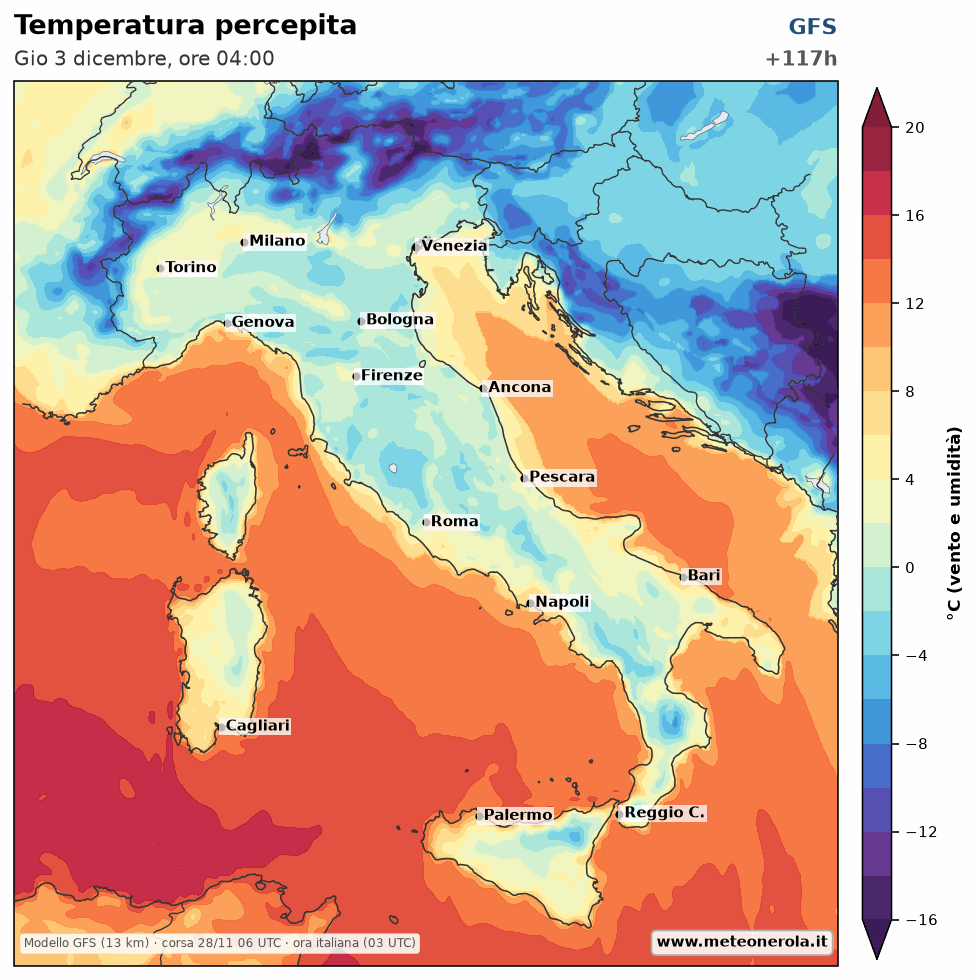 Temperatura percepita
GFS
Gio 3 dicembre, ore 04:00
+117h
Milano
Venezia
Torino
Genova
Bologna
Firenze
Ancona
Pescara
Roma
Bari
Napoli
Cagliari
Palermo
Reggio C.
20
16
12
8
4
0
−4
−8
−12
−16
°C (vento e umidità)
Modello GFS (13 km) · corsa 28/11 06 UTC · ora italiana (03 UTC)
www.meteonerola.it